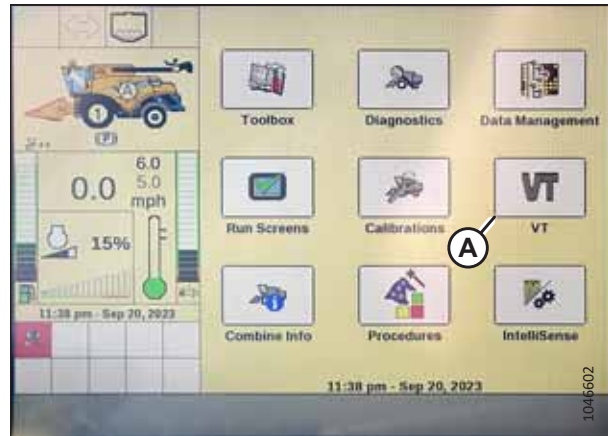 A
1
(P)
6.0
0.0
5.0
mph
15%
11:38 pm - Sep 20, 2023
Toolbox
Diagnostics
Data Management
Run Screens
Calibrations
VT
VT
A
Combine Info
Procedures
IntelliSense
11:38 pm - Sep 20, 2023
1046602